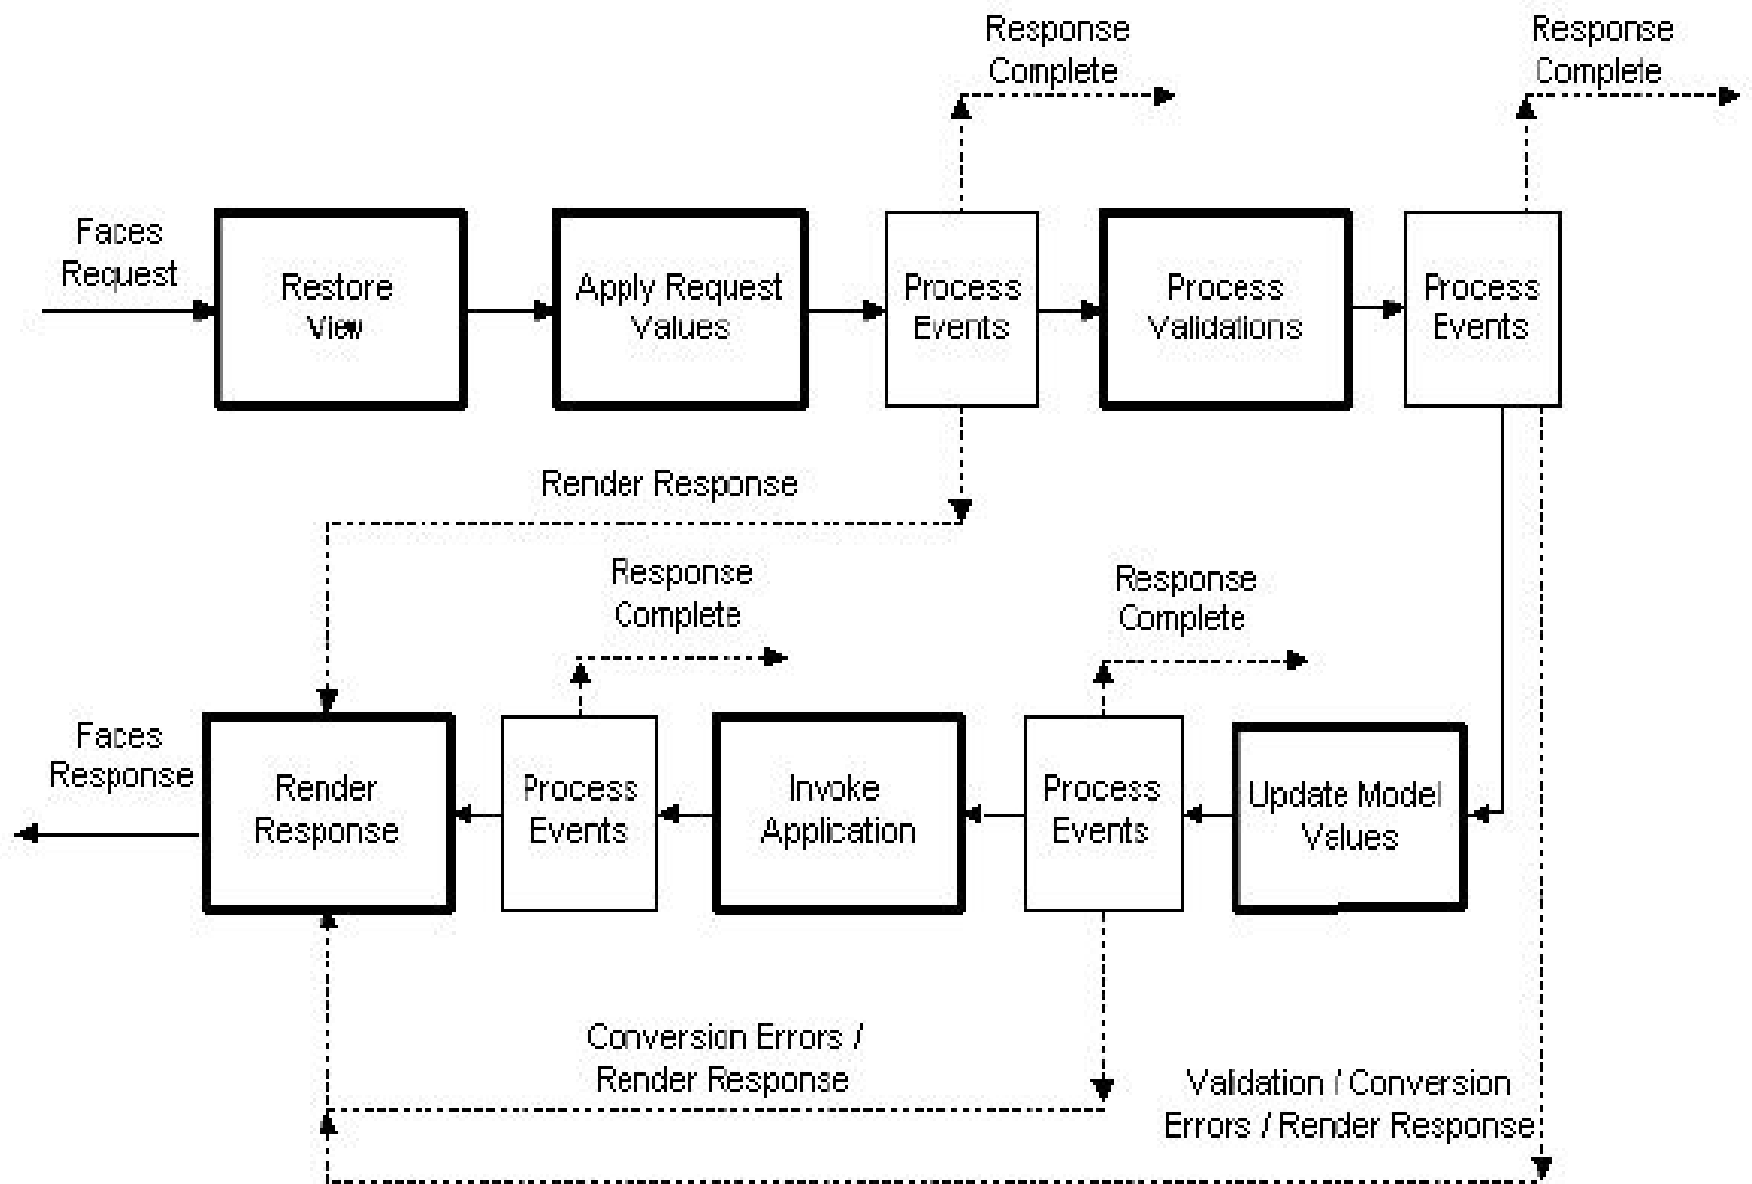 Response
Complete
Response
Complete
Faces
Request
Restore
View
Apply Request
Values
Process
Events
Process
Validations
Process
Events
Render Response
Response
Complete
Response
Complete
Faces
Response
Render
Response
Process
Events
Invoke
Application
Process
Events
Update Model
Values
Conversion Errors /
Render Response
Validation / Conversion
Errors / Render Response